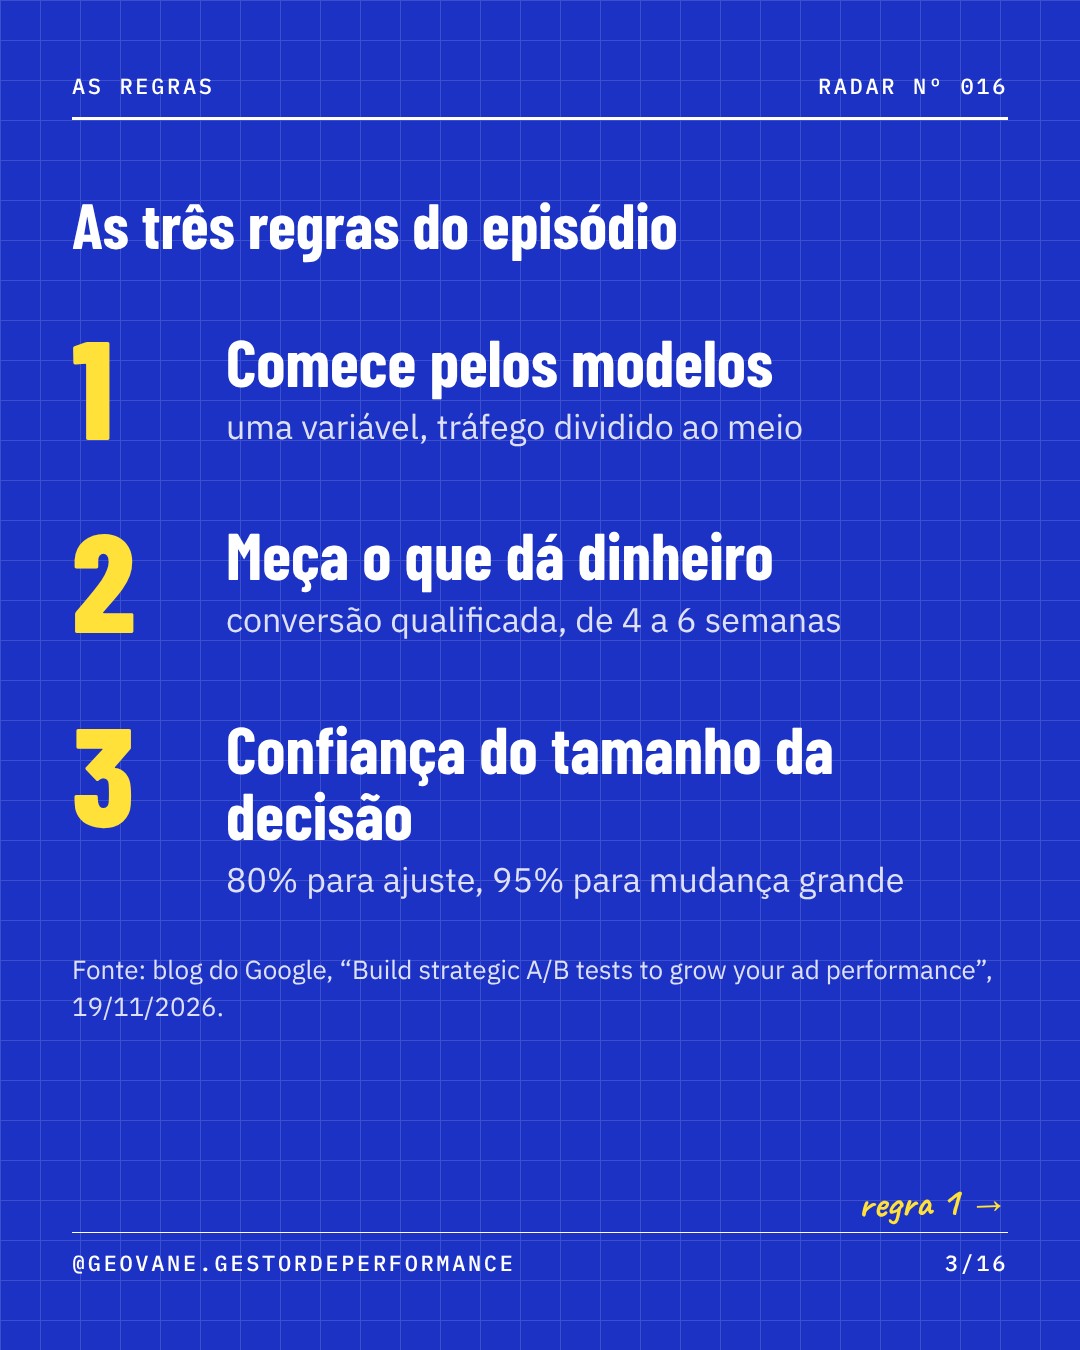 AS REGRAS
RADAR Nº 016
As três regras do episódio
1
Comece pelos modelos
uma variável, tráfego dividido ao meio
2
Meça o que dá dinheiro
conversão qualificada, de 4 a 6 semanas
3
Confiança do tamanho da
decisão
80% para ajuste, 95% para mudança grande
Fonte: blog do Google, “Build strategic A/B tests to grow your ad performance”,
19/11/2026.
regra 1 →
@GEOVANE.GESTORDEPERFORMANCE
3/16